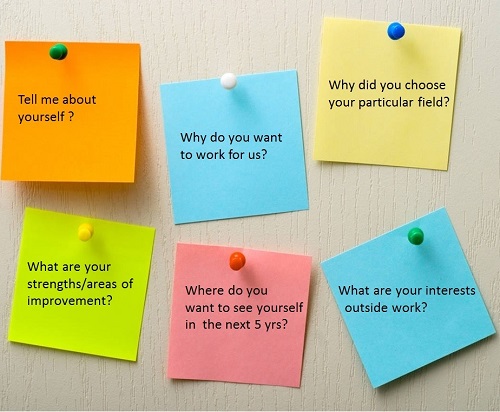 Tell me about
yourself ?
Why do you want
to work for us?
Why did you choose
your particular field?
What are your
strengths/areas of
improvement?
Where do you
want to see yourself
in the next 5 yrs?
What are your interests
outside work?